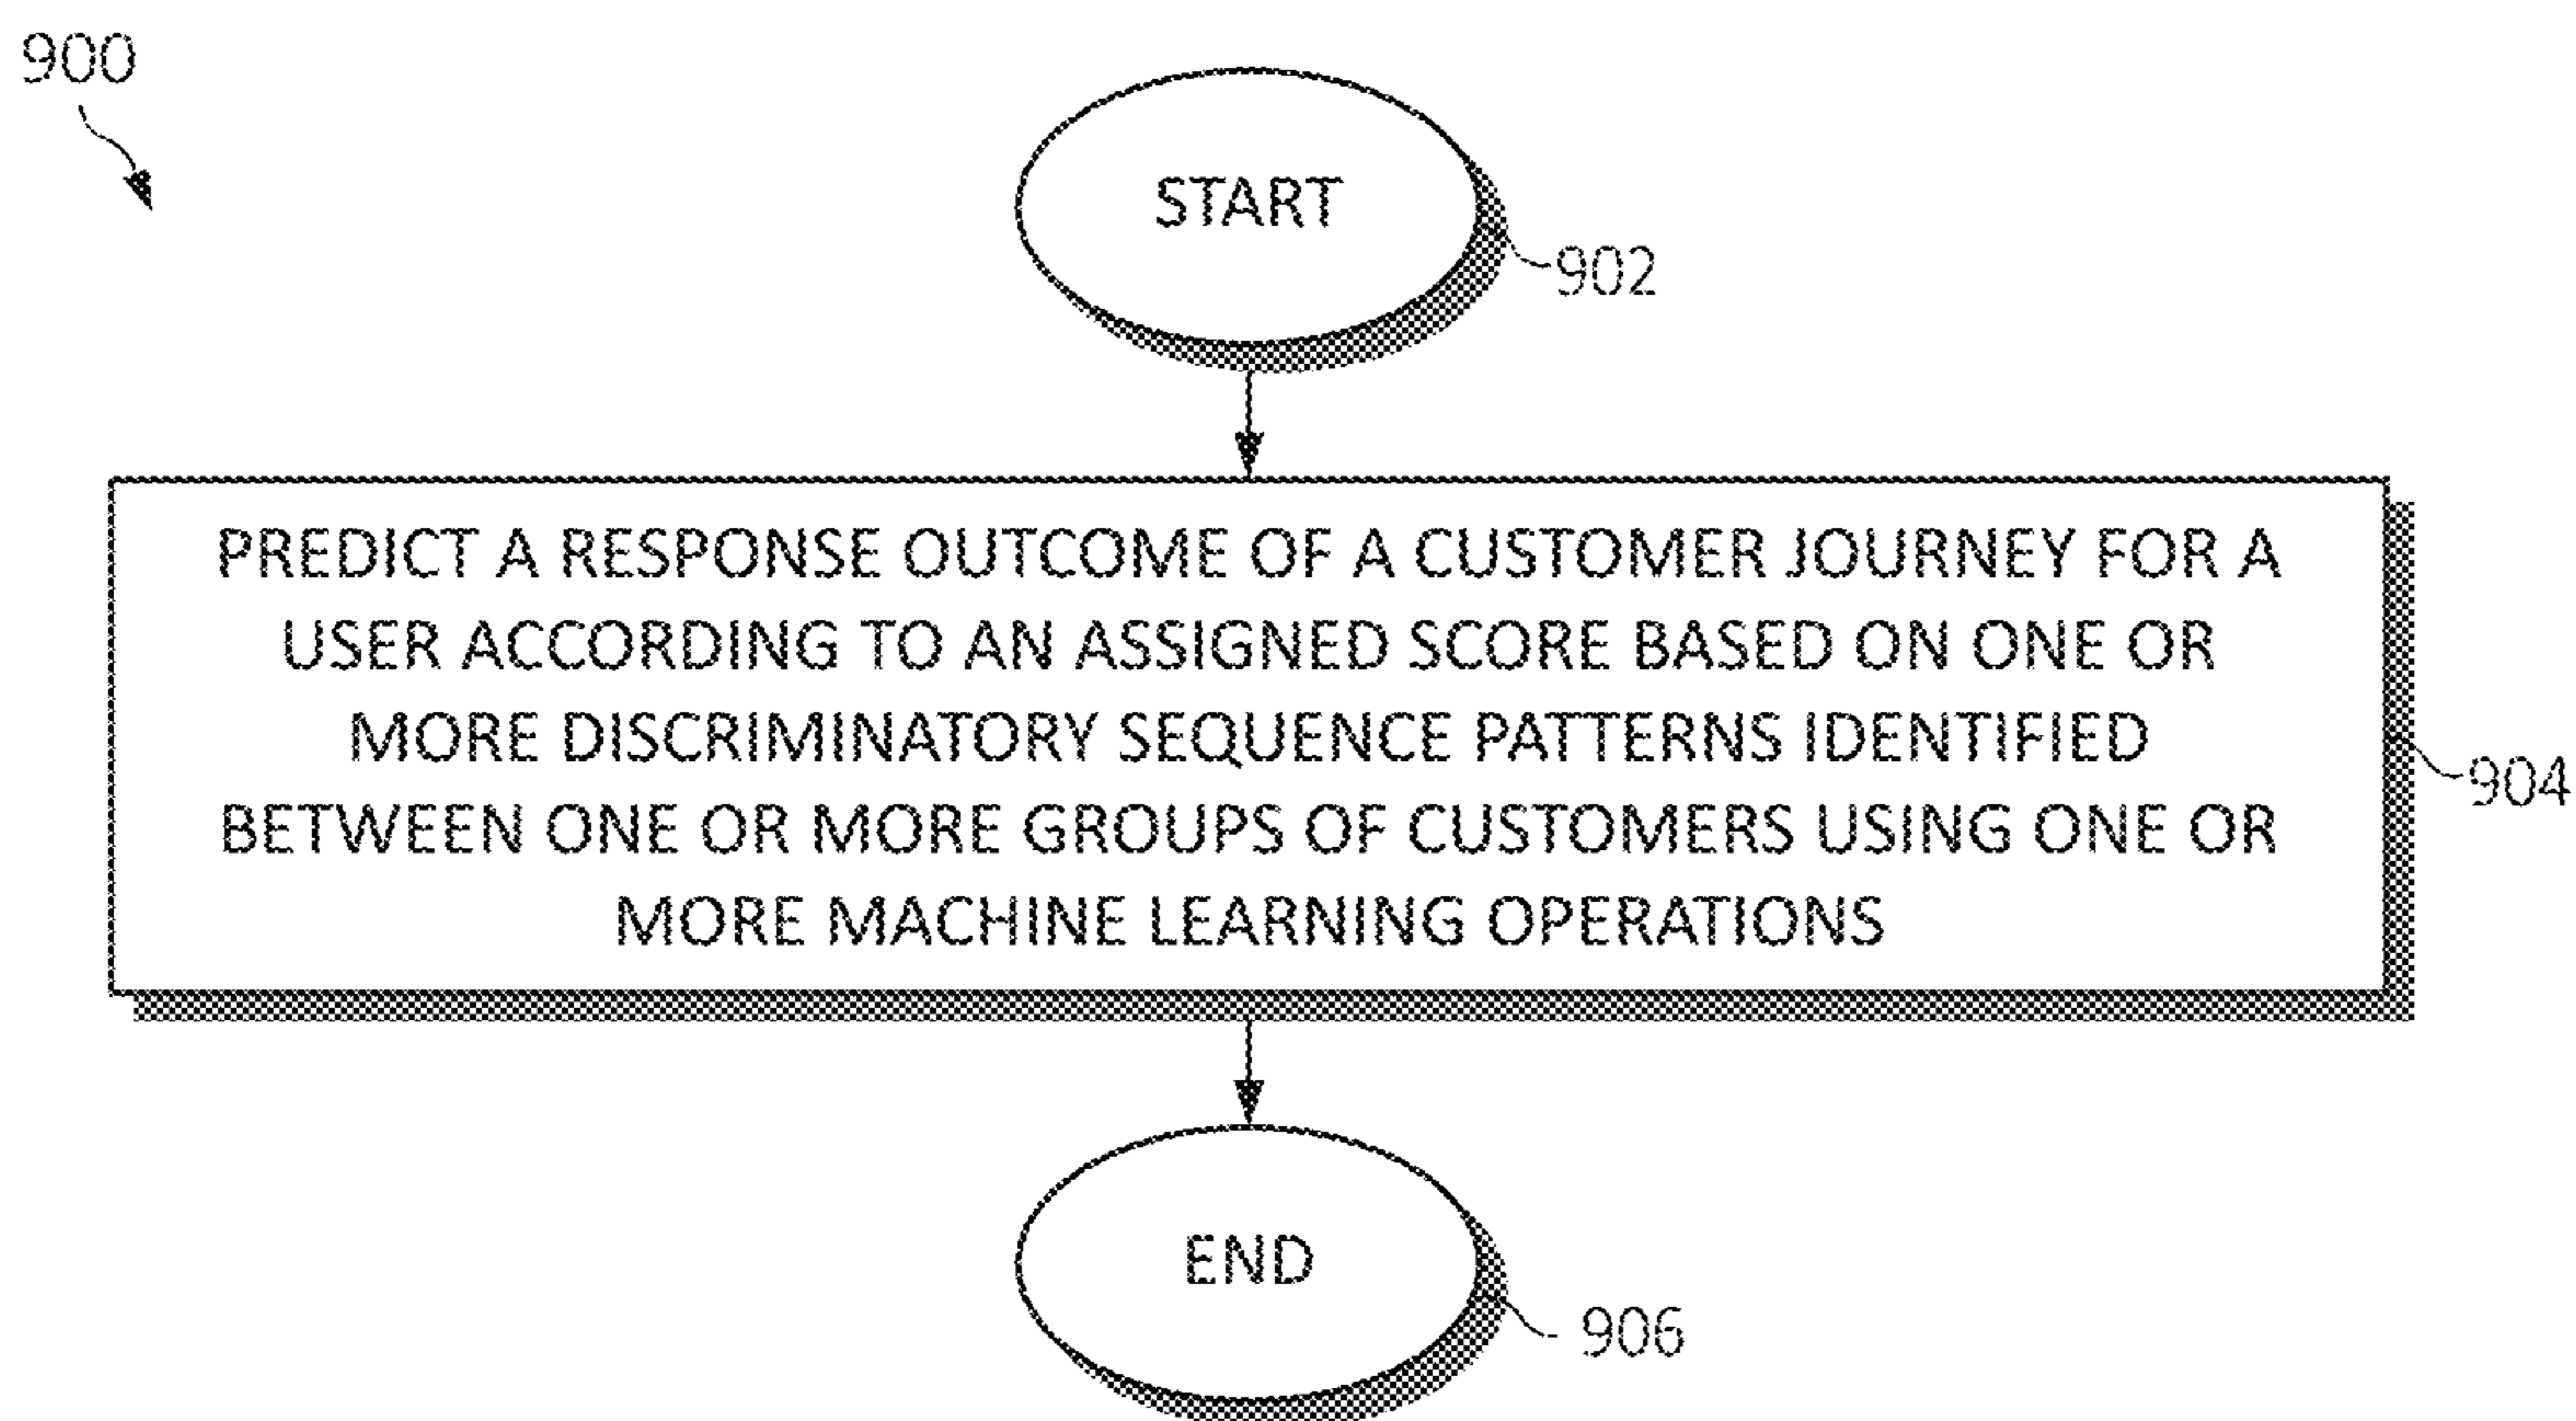 900
START
902
PREDICT A RESPONSE OUTCOME OF A CUSTOMER JOURNEY FOR A
USER ACCORDING TO AN ASSIGNED SCORE BASED ON ONE OR
MORE DISCRIMINATORY SEQUENCE PATTERNS IDENTIFIED
BETWEEN ONE OR MORE GROUPS OF CUSTOMERS USING ONE OR
MORE MACHINE LEARNING OPERATIONS
904
END
906